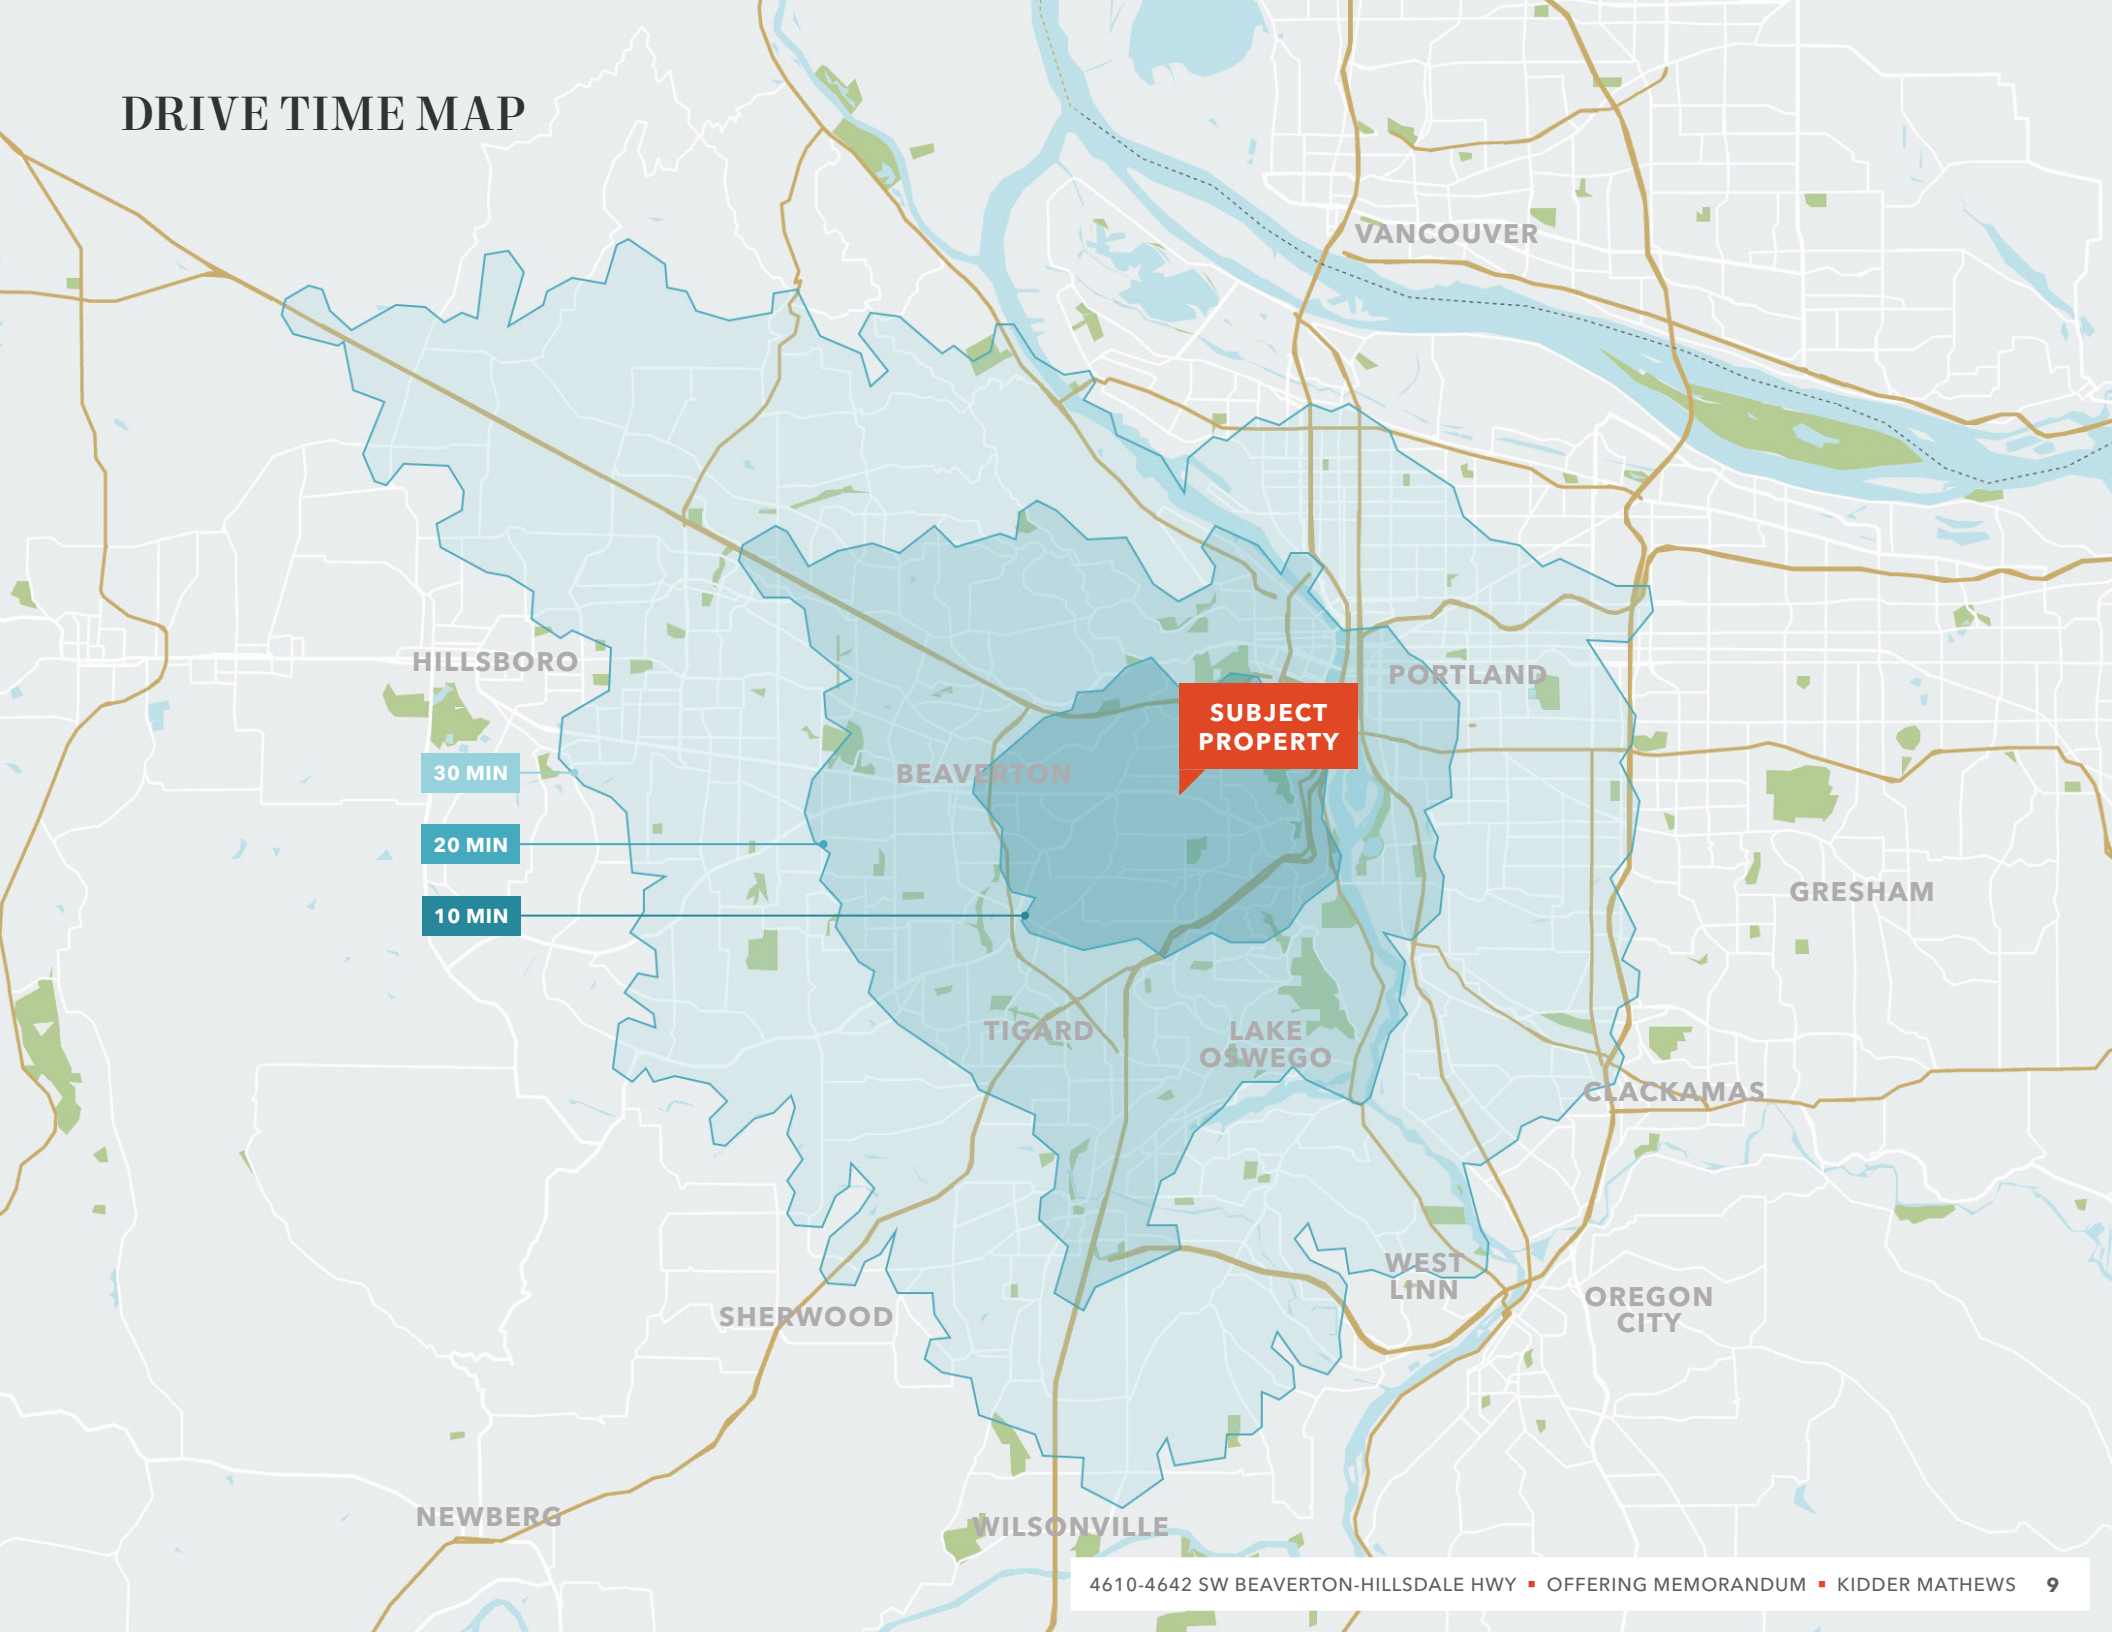 DRIVE TIME MAP
VANCOUVER
HILLSBORO
PORTLAND
SUBJECT
PROPERTY
30 MIN
BEAVERTON
20 MIN
10 MIN
GRESHAM
TIGARD
LAKE
OSWEGO
CLACKAMAS
WEST
LINN
OREGON
CITY
SHERWOOD
NEWBERG
WILSONVILLE
4610-4642 SW BEAVERTON-HILLSDALE HWY ▪ OFFERING MEMORANDUM ▪ KIDDER MATHEWS 9